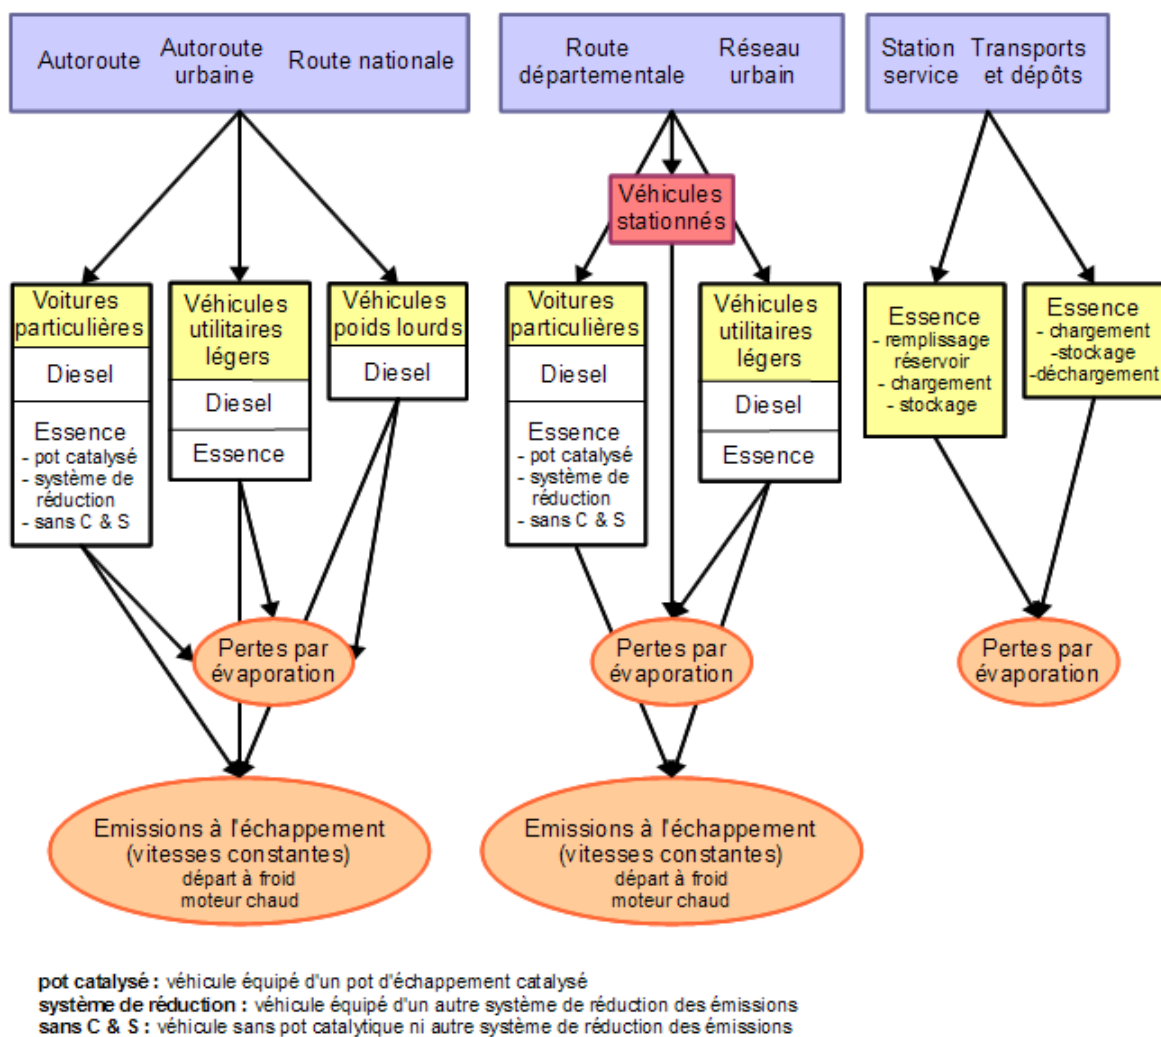 Autoroute
Autoroute
urbaine
Route nationale
Route
départementale
Réseau
urbain
Station
service
Transports
et dépôts
Véhicules
stationnés
Voitures
particulières
Diesel
Essence
- pot catalysé
- système de
réduction
- sans C & S
Véhicules
utilitaires
légers
Diesel
Essence
Véhicules
poids lourds
Diesel
Voitures
particulières
Diesel
Essence
- pot catalysé
- système de
réduction
- sans C & S
Véhicules
utilitaires
légers
Diesel
Essence
Essence
- remplissage
réservoir
- chargement
- stockage
Essence
- chargement
-stockage
-déchargement
Pertes par
évaporation
Pertes par
évaporation
Pertes par
évaporation
Emissions à l'échappement
(vitesses constantes)
départ à froid
moteur chaud
Emissions à l'échappement
(vitesses constantes)
départ à froid
moteur chaud
pot catalysé : véhicule équipé d'un pot d'échappement catalysé
système de réduction : véhicule équipé d'un autre système de réduction des émissions
sans C & S : véhicule sans pot catalytique ni autre système de réduction des émissions